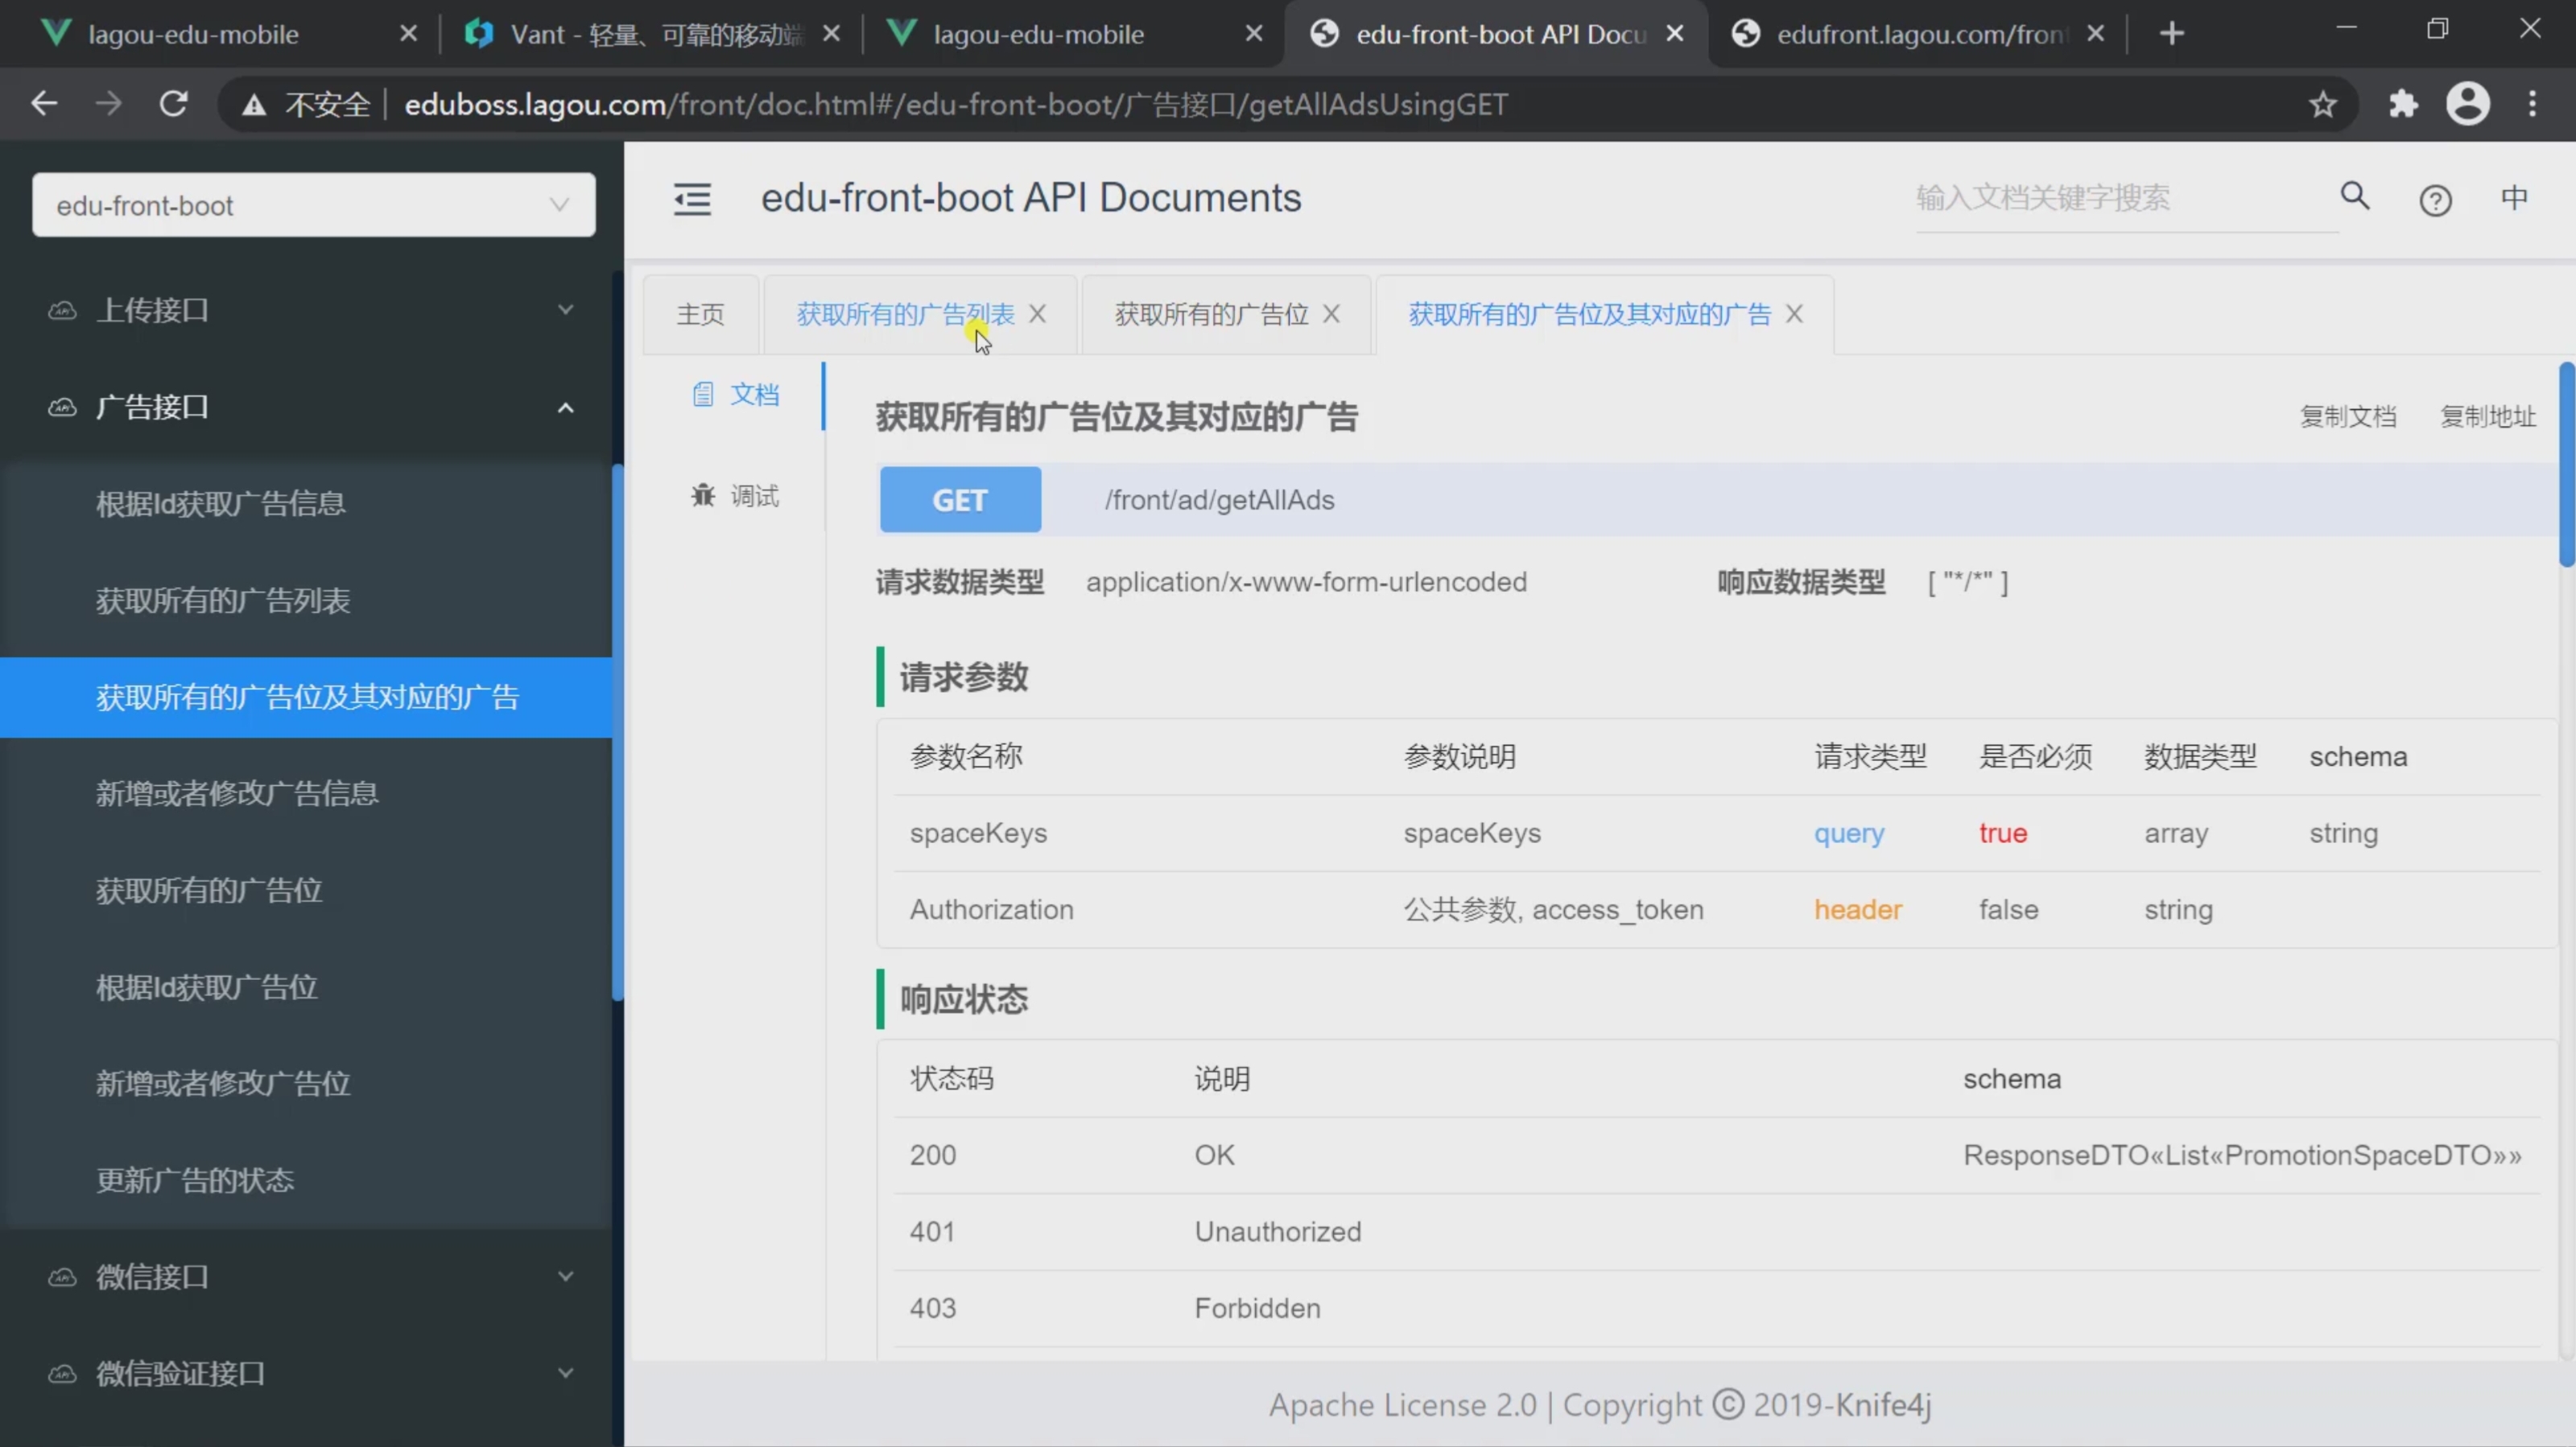 lagou-edu-mobile
Vant - 轻量、可靠的移动端
lagou-edu-mobile
edu-front-boot API Docu
edufront.lagou.com/front
不安全
eduboss.lagou.com/front/doc.html#/edu-front-boot/广告接口/getAllAdsUsingGET
edu-front-boot
上传接口
广告接口
根据Id获取广告信息
获取所有的广告列表
获取所有的广告位及其对应的广告
新增或者修改广告信息
获取所有的广告位
根据Id获取广告位
新增或者修改广告位
更新广告的状态
微信接口
微信验证接口
edu-front-boot API Documents
输入文档关键字搜索
中
主页
获取所有的广告列表
获取所有的广告位
获取所有的广告位及其对应的广告
文档
调试
获取所有的广告位及其对应的广告
复制文档 复制地址
GET /front/ad/getAllAds
请求数据类型 application/x-www-form-urlencoded 响应数据类型 [ "*/*" ]
请求参数
参数名称 参数说明 请求类型 是否必须 数据类型 schema
spaceKeys spaceKeys query true array string
Authorization 公共参数, access_token header false string
响应状态
状态码 说明 schema
200 OK ResponseDTO«List«PromotionSpaceDTO»»
401 Unauthorized
403 Forbidden
Apache License 2.0 | Copyright © 2019-Knife4j